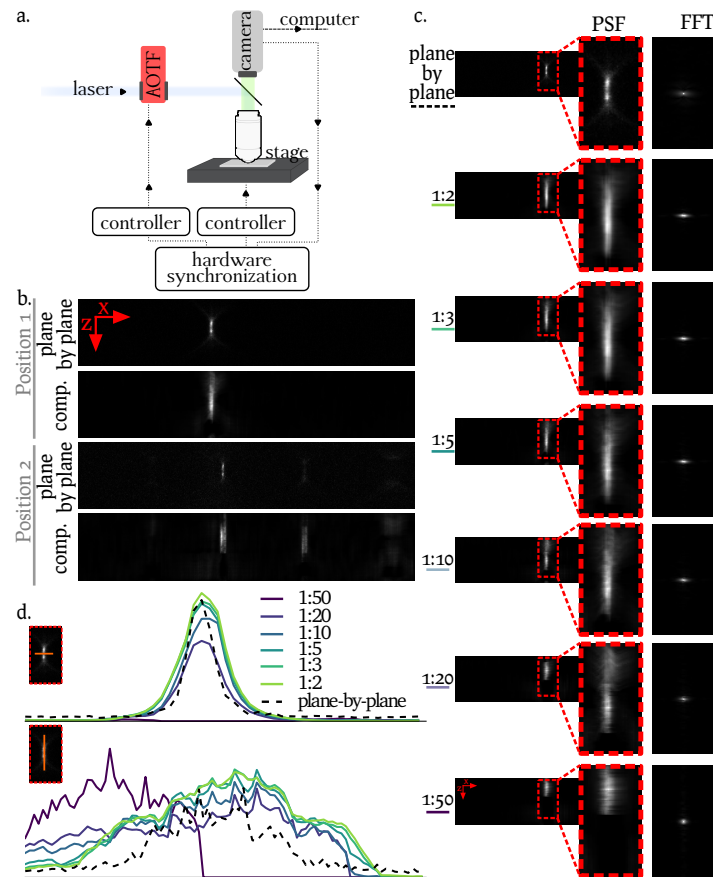 a.
computer
camera
AOTF
laser
stage
controller
controller
hardware
synchronization
b.
Position 1
plane
by plane
X
Z
comp.
Position 2
plane
by plane
comp.
c.
PSF
FFT
plane
by
plane
1:2
1:3
1:5
1:10
1:20
1:50
d.
1:50
1:20
1:10
1:5
1:3
1:2
plane-by-plane